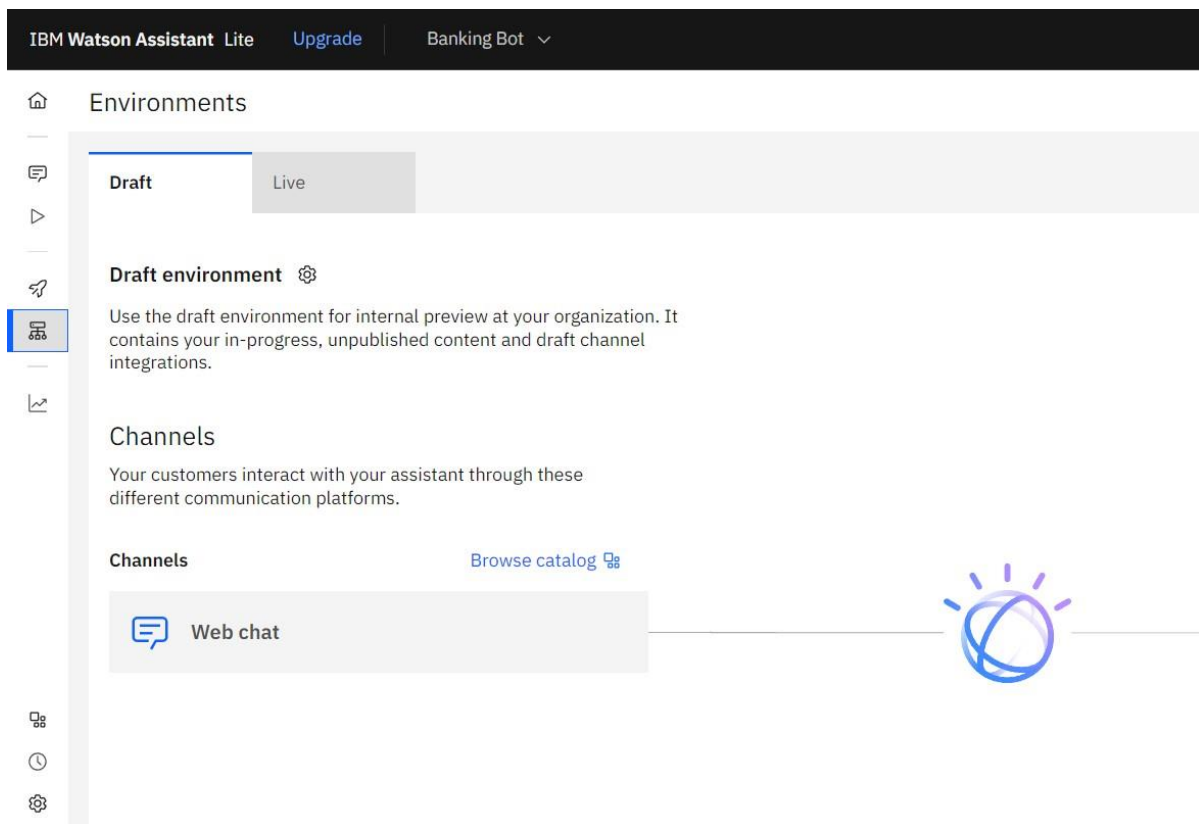 IBM Watson Assistant Lite Upgrade Banking Bot
Environments
Draft Live
Draft environment
Use the draft environment for internal preview at your organization. It
contains your in-progress, unpublished content and draft channel
integrations.
Channels
Your customers interact with your assistant through these
different communication platforms.
Channels Browse catalog
Web chat